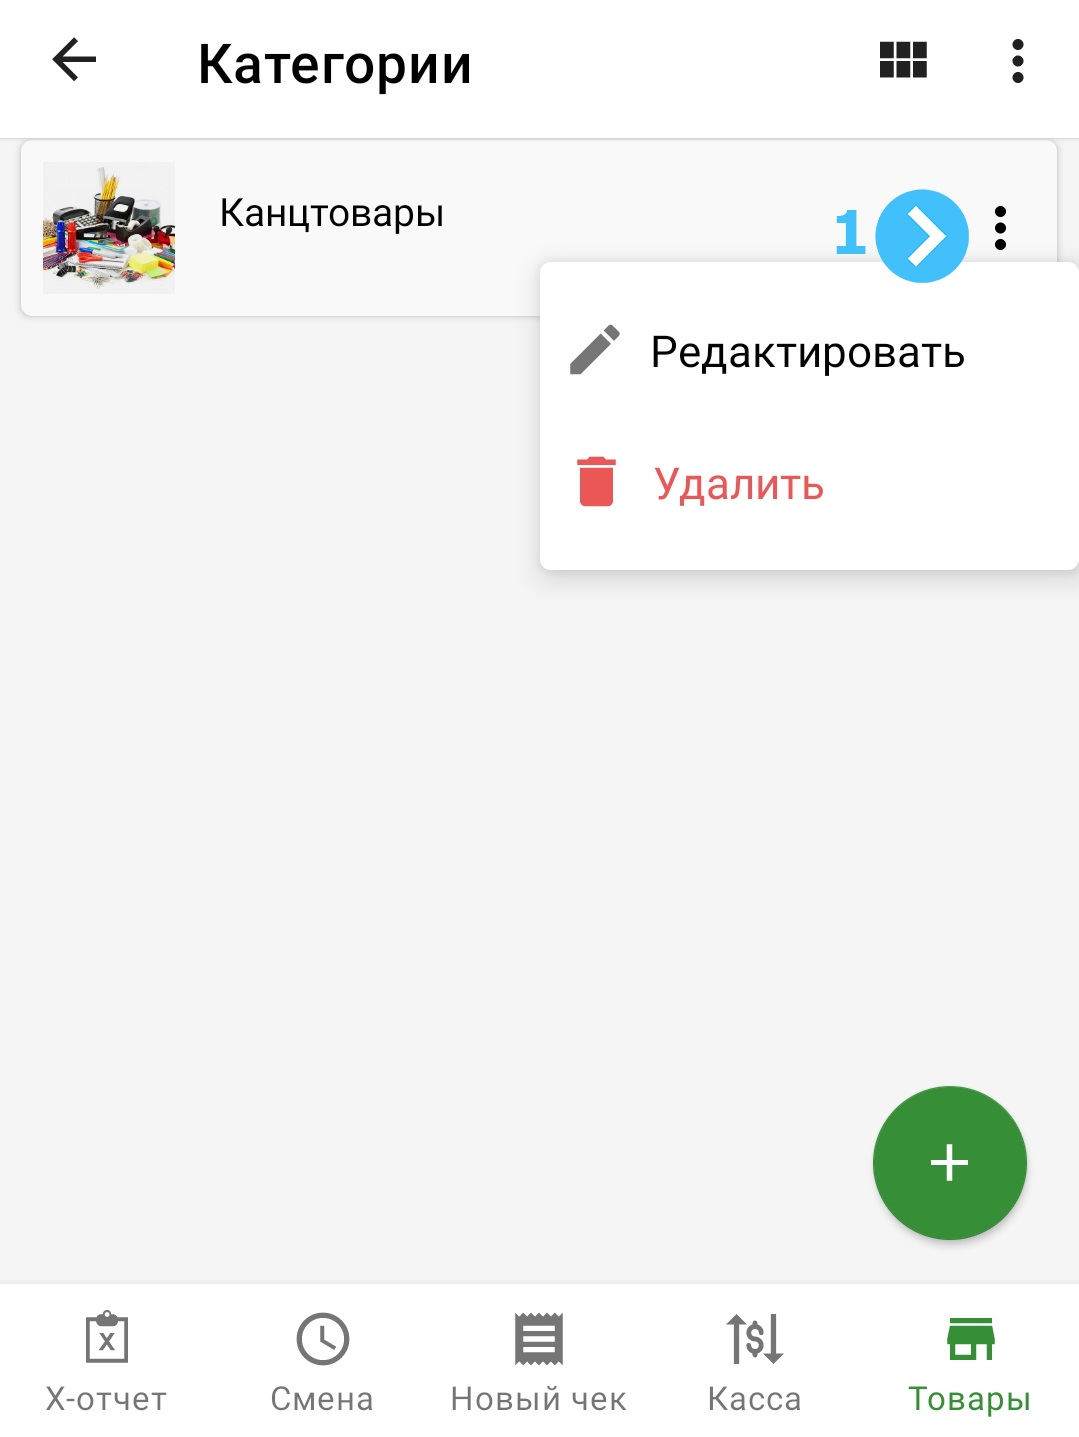 Категории
Канцтовары
1
Редактировать
Удалить
X-отчет
Смена
Новый чек
Касса
Товары